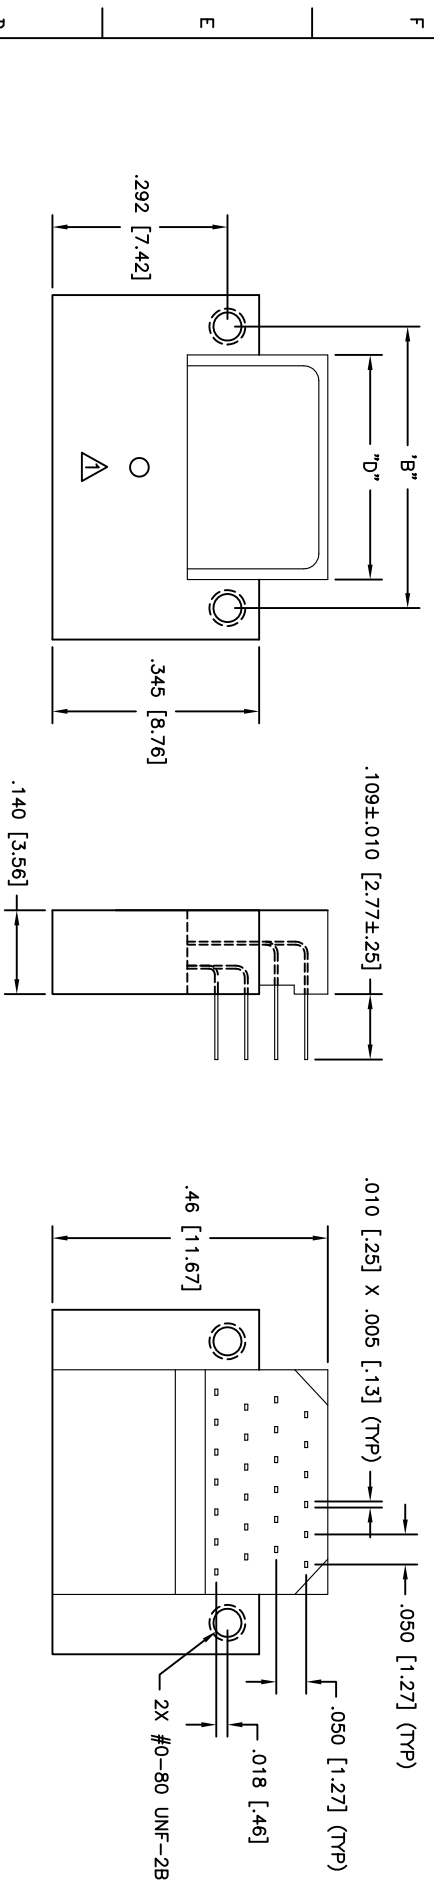 F
E
.292 [7.42]
'B"
"D"
1
.345 [8.76]
.109±.010 [2.77±.25]
.140 [3.56]
.010 [.25] X .005 [.13] (TYP)
.050 [1.27] (TYP)
.46 [11.67]
.050 [1.27] (TYP)
.018 [.46]
2X #0-80 UNF-2B